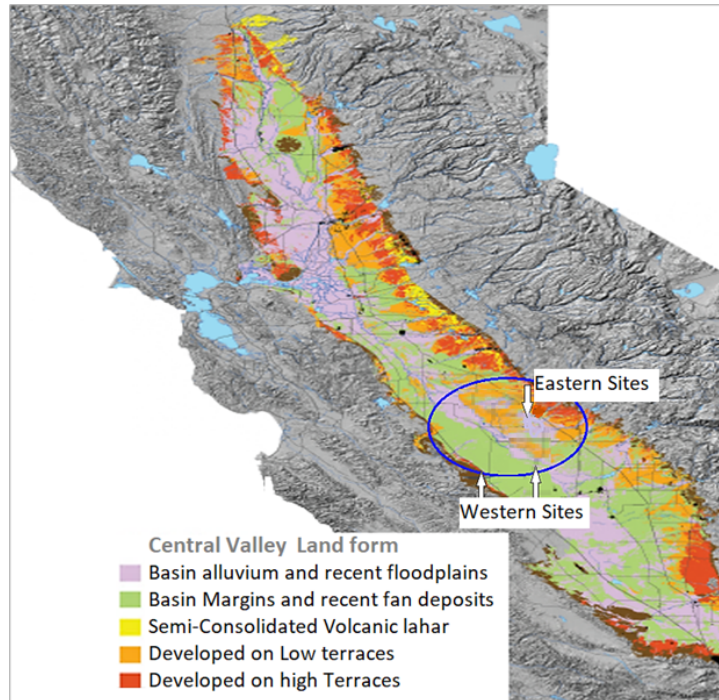 Eastern Sites
Western Sites
Central Valley Land form
Basin alluvium and recent floodplains
Basin Margins and recent fan deposits
Semi-Consolidated Volcanic lahar
Developed on Low terraces
Developed on high Terraces